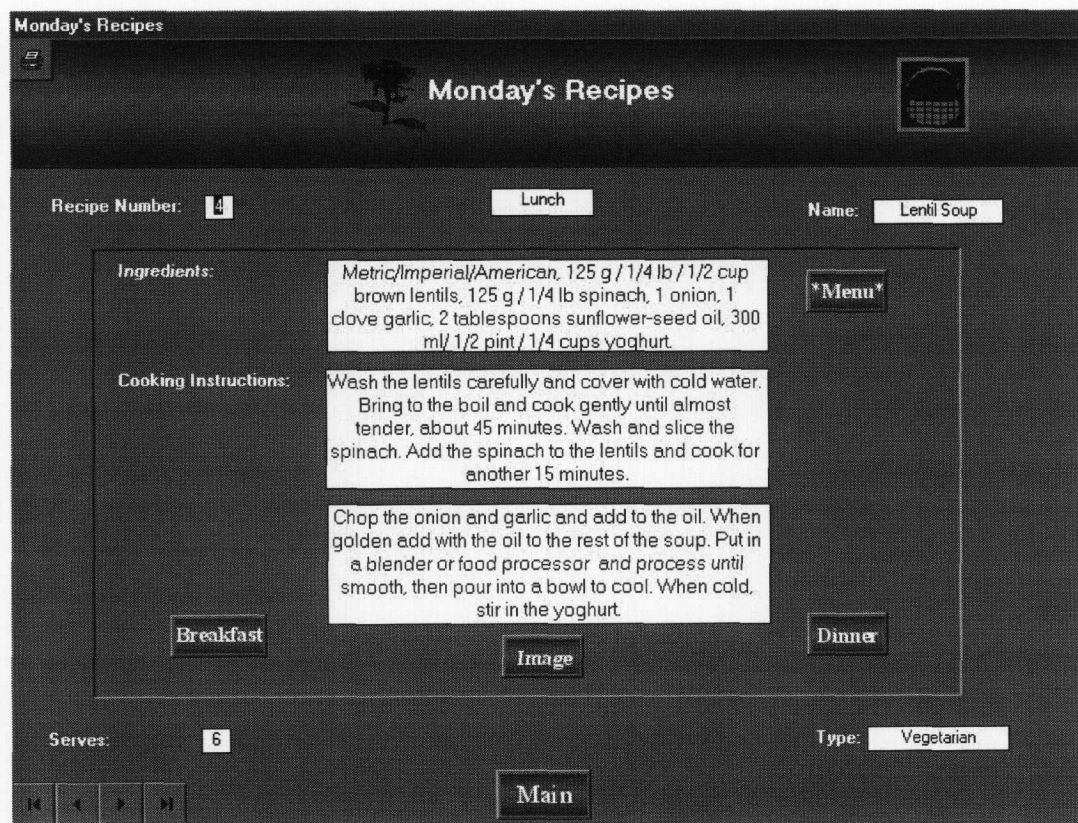 Monday's Recipes
Monday's Recipes
Recipe Number: 4
Lunch
Name: Lentil Soup
Ingredients:
Metric/Imperial/American, 125 g / 1/4 lb / 1/2 cup
brown lentils, 125 g / 1/4 lb spinach, 1 onion, 1
clove garlic, 2 tablespoons sunflower-seed oil, 300
ml/ 1/2 pint / 1/4 cups yoghurt.
*Menu*
Cooking Instructions:
Wash the lentils carefully and cover with cold water.
Bring to the boil and cook gently until almost
tender, about 45 minutes. Wash and slice the
spinach. Add the spinach to the lentils and cook for
another 15 minutes.
Chop the onion and garlic and add to the oil. When
golden add with the oil to the rest of the soup. Put in
a blender or food processor and process until
smooth, then pour into a bowl to cool. When cold,
stir in the yoghurt.
Breakfast
Image
Dinner
Serves: 6
Type: Vegetarian
Main